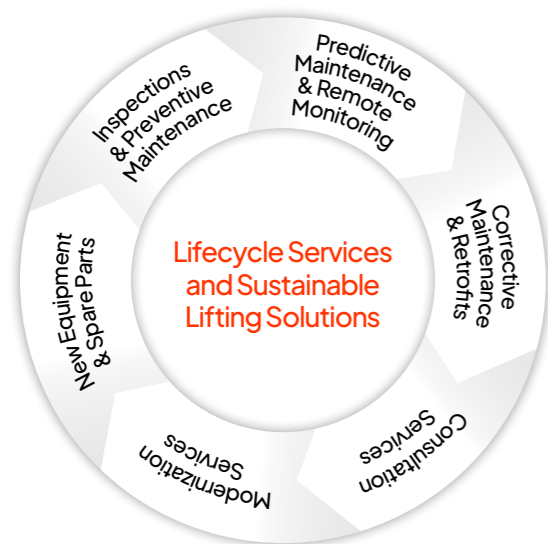 Predictive
Maintenance
& Remote
Monitoring
Corrective
Maintenance
& Retrofits
Consultation
Services
Modernization
Services
New Equipment
& Spare Parts
Inspections
& Preventive
Maintenance
Lifecycle Services
and Sustainable
Lifting Solutions